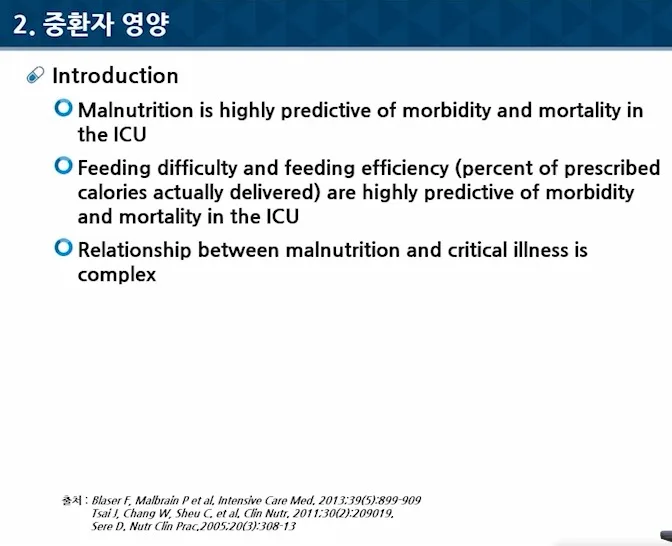 2. 중환자 영양
Introduction
Malnutrition is highly predictive of morbidity and mortality in
the ICU
Feeding difficulty and feeding efficiency (percent of prescribed
calories actually delivered) are highly predictive of morbidity
and mortality in the ICU
Relationship between malnutrition and critical illness is
complex
출처 : Blaser F, Malbrain P et al. Intensive Care Med. 2013;39(5):899-909
Tsai J, Chang W, Sheu C, et al. Clin Nutr. 2011;30(2):209019.
Sere D. Nutr Clin Prac.2005;20(3):308-13